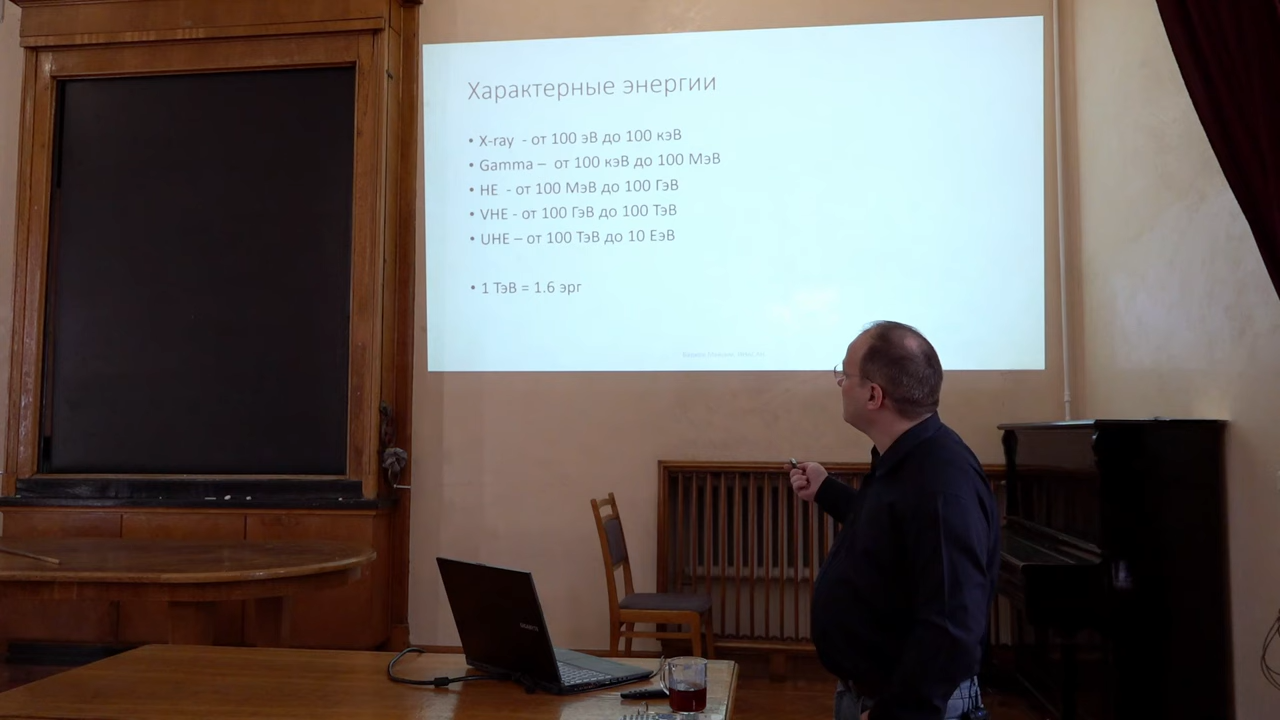 Характерные энергии
• X-ray - от 100 эВ до 100 кэВ
• Gamma – от 100 кэВ до 100 МэВ
• HE - от 100 МэВ до 100 ГэВ
• VHE - от 100 ГэВ до 100 ТэВ
• UHE – от 100 ТэВ до 10 ЕэВ
• 1 ТэВ = 1.6 эрг